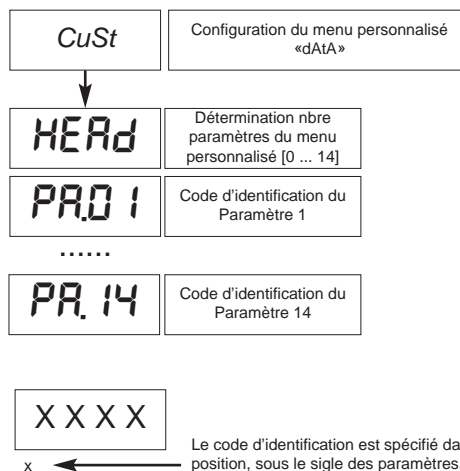 CuSt
Configuration du menu personnalisé
«dAtA»
HEAd
Détermination nbre
paramètres du menu
personnalisé [0 ... 14]
PA.01
Code d'identification du
Paramètre 1
......
PA. 14
Code d'identification du
Paramètre 14
X X X X
Le code d'identification est spécifié da
x
position, sous le sigle des paramètres